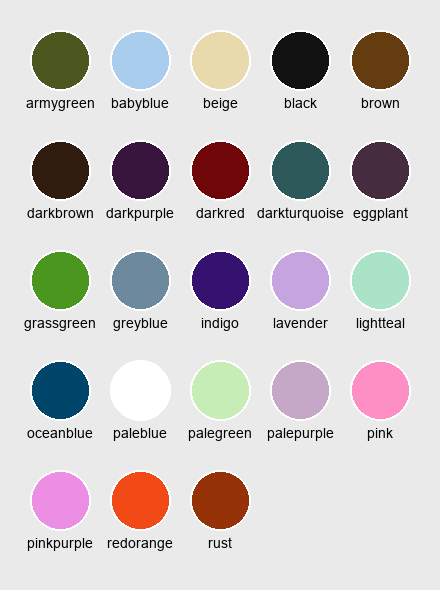 armygreen babyblue beige black brown
darkbrown darkpurple darkred darkturquoise eggplant
grassgreen greyblue indigo lavender lightteal
oceanblue paleblue palegreen palepurple pink
pinkpurple redorange rust